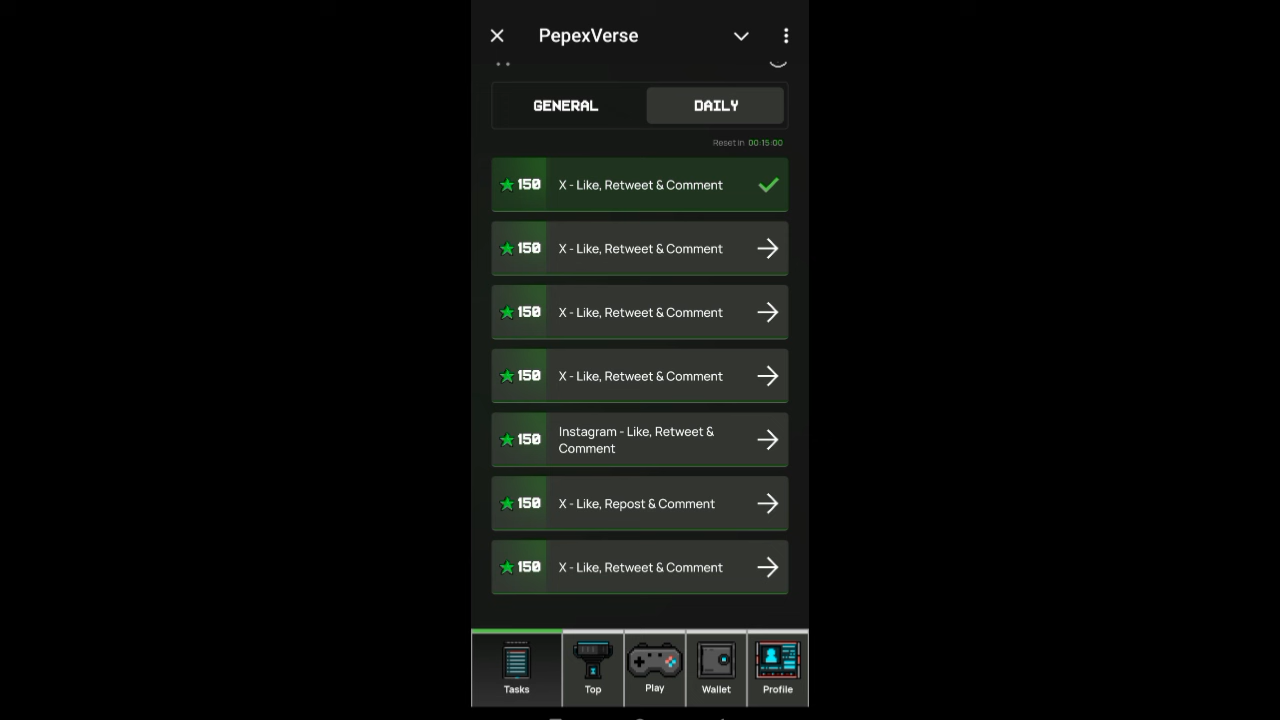 PepexVerse
GENERAL
DAILY
Reset In 00:15:00
150 X - Like, Retweet & Comment
150 X - Like, Retweet & Comment
150 X - Like, Retweet & Comment
150 X - Like, Retweet & Comment
150 Instagram - Like, Retweet &
Comment
150 X - Like, Repost & Comment
150 X - Like, Retweet & Comment
Tasks
Top
Play
Wallet
Profile